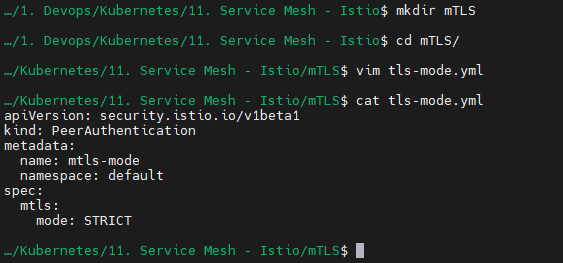 …/1. Devops/Kubernetes/11. Service Mesh - Istio$ mkdir mTLS
…/1. Devops/Kubernetes/11. Service Mesh - Istio$ cd mTLS/
…/Kubernetes/11. Service Mesh - Istio/mTLS$ vim tls-mode.yml
…/Kubernetes/11. Service Mesh - Istio/mTLS$ cat tls-mode.yml
apiVersion: security.istio.io/v1beta1
kind: PeerAuthentication
metadata:
  name: mtls-mode
  namespace: default
spec:
  mtls:
    mode: STRICT
…/Kubernetes/11. Service Mesh - Istio/mTLS$